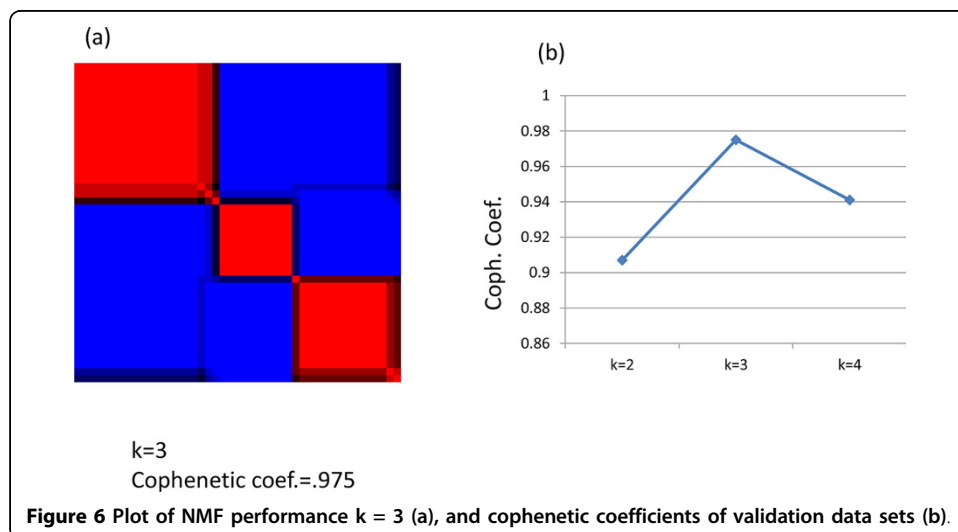 (a)
k=3
Cophenetic coef.=.975
(b)
Coph. Coef.
1
0.98
0.96
0.94
0.92
0.9
0.88
0.86
k=2
k=3
k=4
Figure 6 Plot of NMF performance k = 3 (a), and cophenetic coefficients of validation data sets (b).